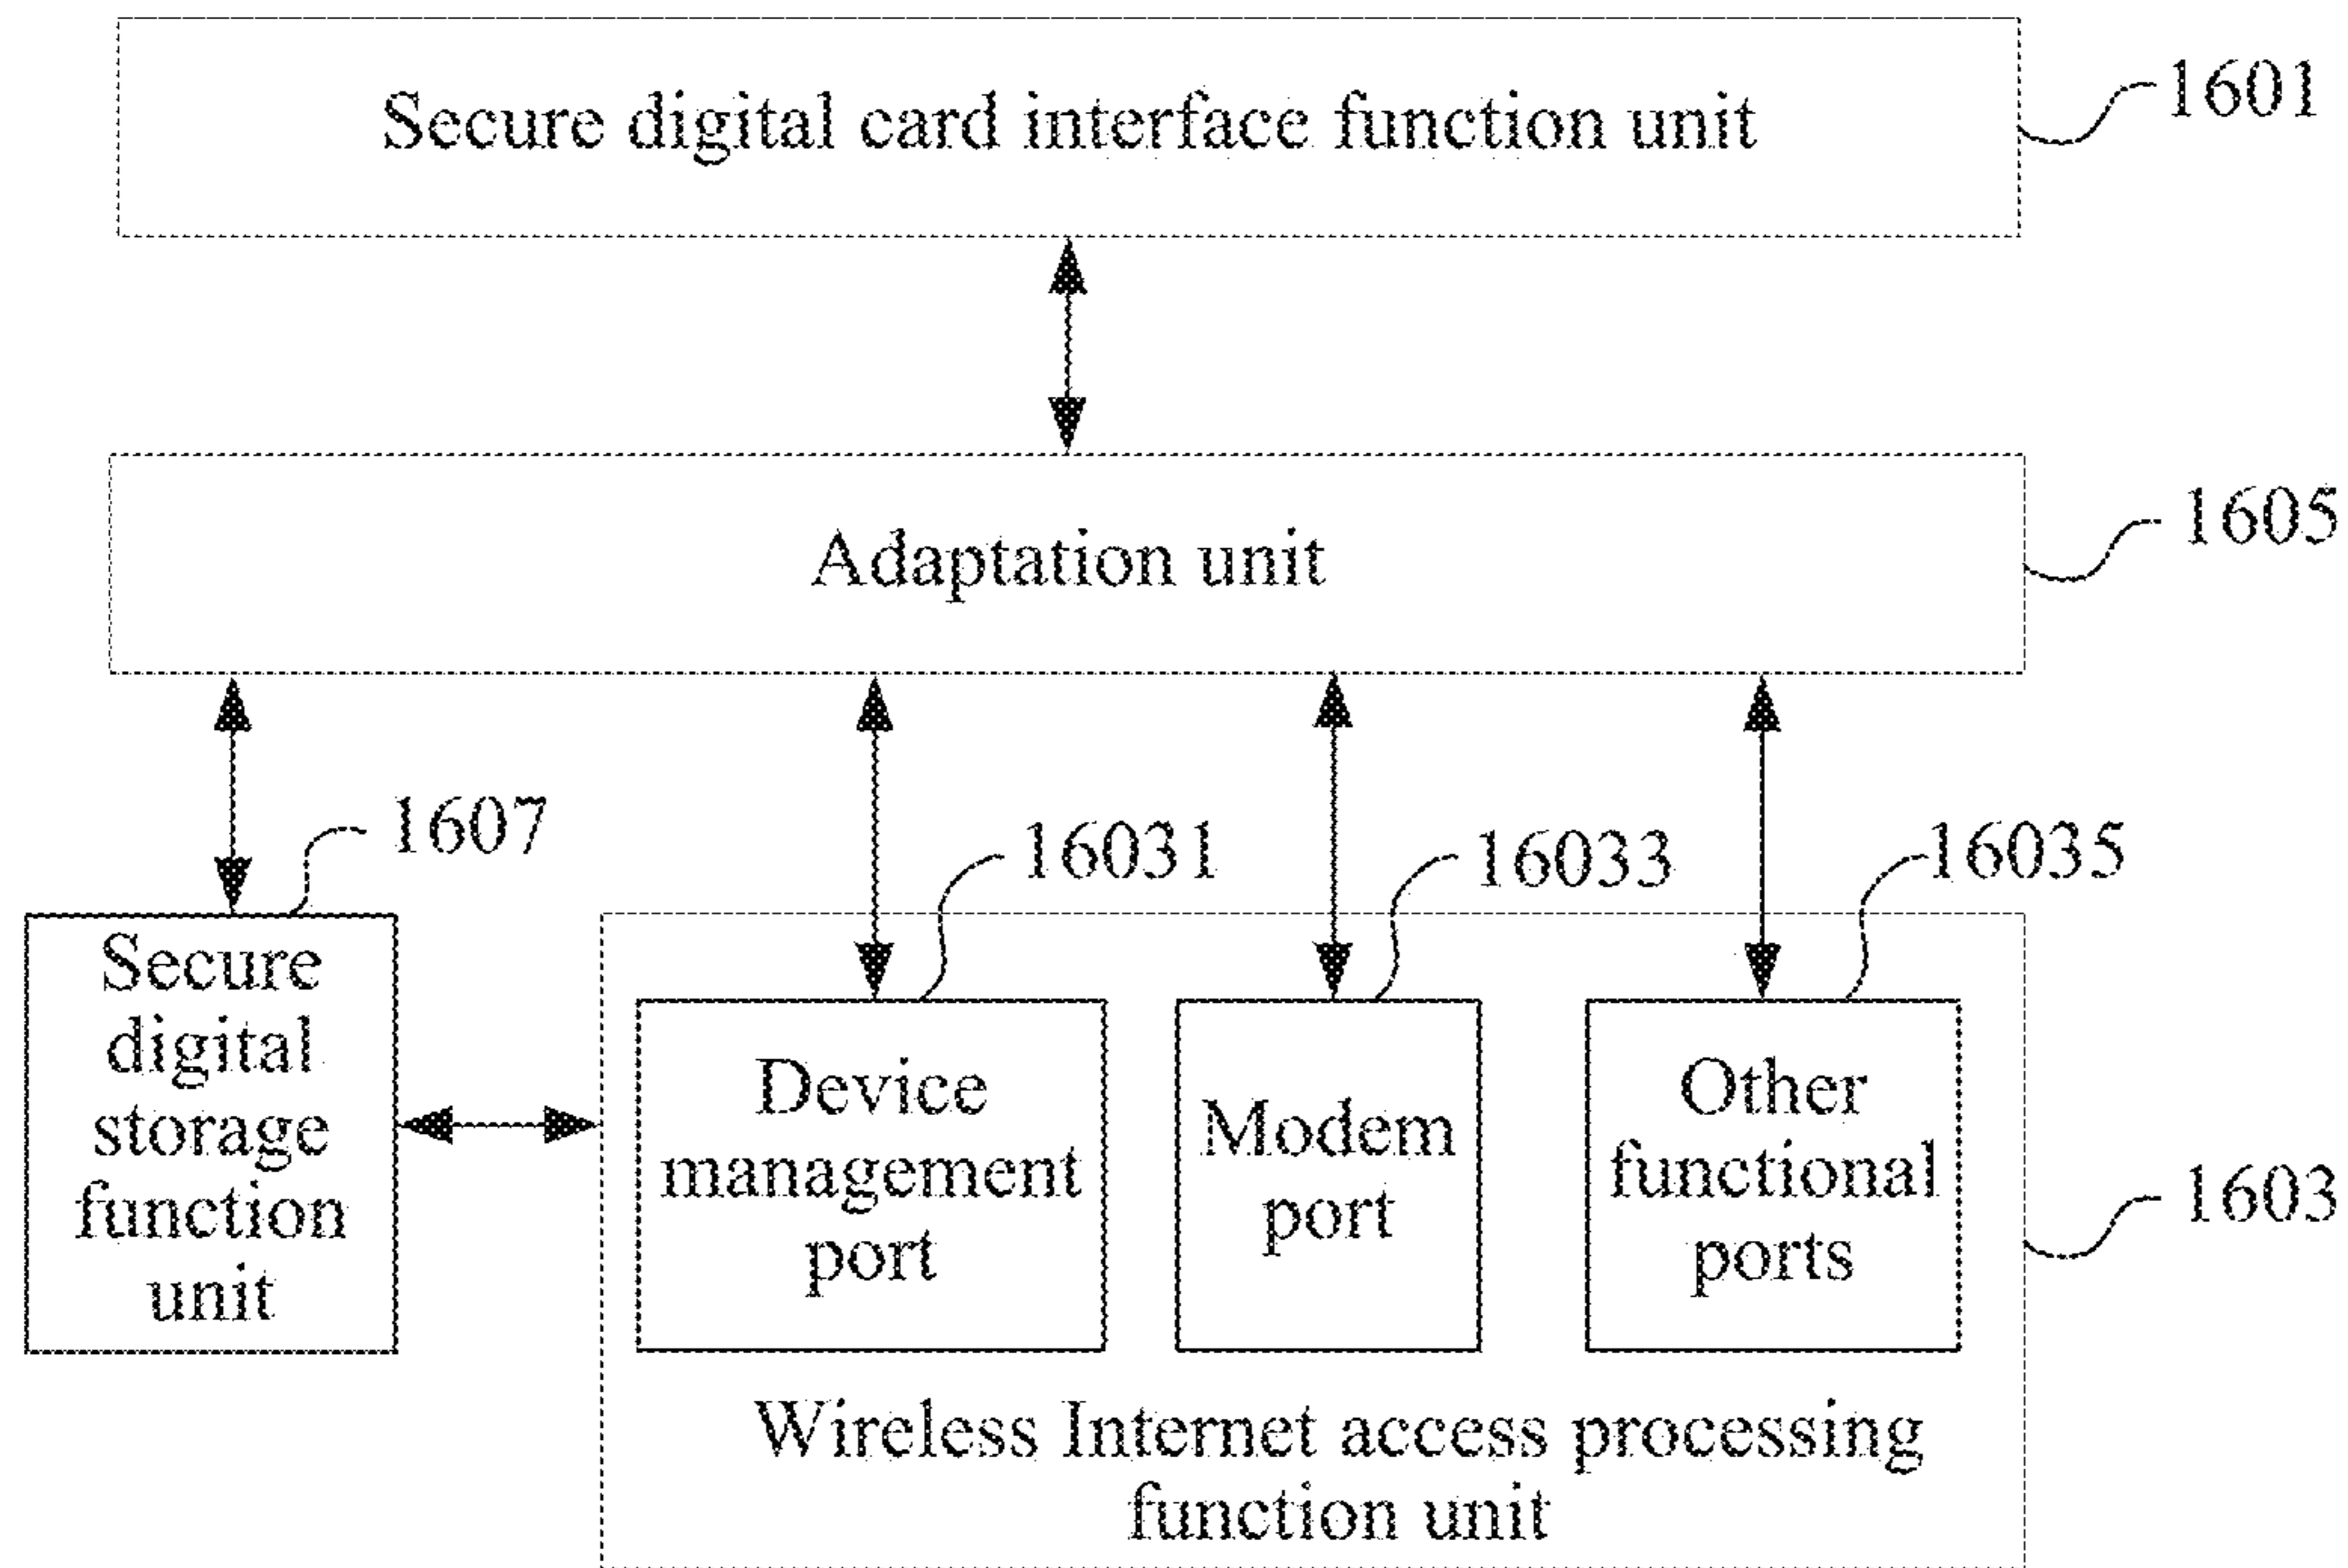 Secure digital card interface function unit
1601
Adaptation unit
1605
1607
16031
16033
16035
Secure
digital
storage
function
unit
Device
management
port
Modem
port
Other
functional
ports
1603
Wireless Internet access processing
function unit